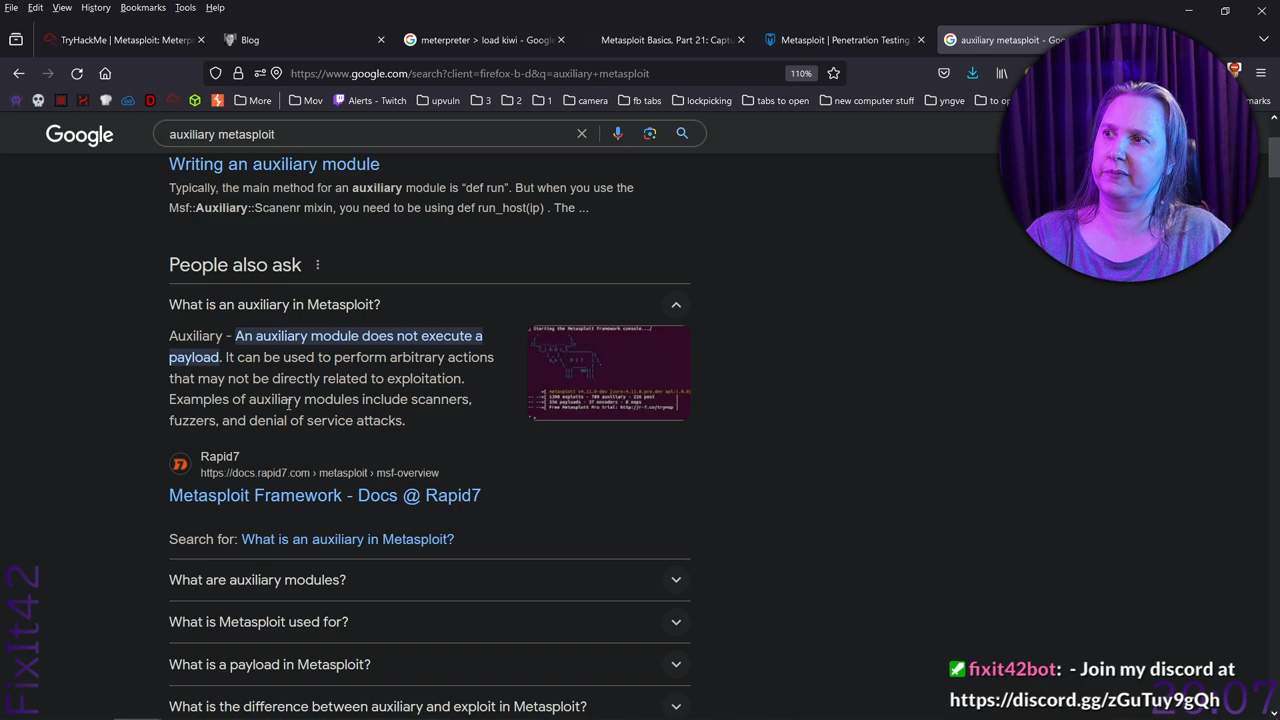 File Edit View History Bookmarks Tools Help
TryHackMe | Metasploit: Meterp
Blog
meterpreter > load kiwi - Google
Metasploit Basics, Part 21: Captu
Metasploit | Penetration Testing S
auxiliary metasploit - Go
https://www.google.com/search?client=firefox-b-d&q=auxiliary+metasploit
110%
More
Mov
Alerts - Twitch
upvuln
3
2
1
camera
fb tabs
lockpicking
tabs to open
new computer stuff
yngve
to op
marks
Google
auxiliary metasploit
Writing an auxiliary module
Typically, the main method for an auxiliary module is “def run”. But when you use the
Msf::Auxiliary::Scanenr mixin, you need to be using def run_host(ip) . The ...
People also ask
What is an auxiliary in Metasploit?
Auxiliary - An auxiliary module does not execute a
payload. It can be used to perform arbitrary actions
that may not be directly related to exploitation.
Examples of auxiliary modules include scanners,
fuzzers, and denial of service attacks.
Rapid7
https://docs.rapid7.com › metasploit › msf-overview
Metasploit Framework - Docs @ Rapid7
Search for: What is an auxiliary in Metasploit?
What are auxiliary modules?
What is Metasploit used for?
What is a payload in Metasploit?
What is the difference between auxiliary and exploit in Metasploit?
FixIt42
fixit42bot: - Join my discord at
https://discord.gg/zGuTuy9gQh